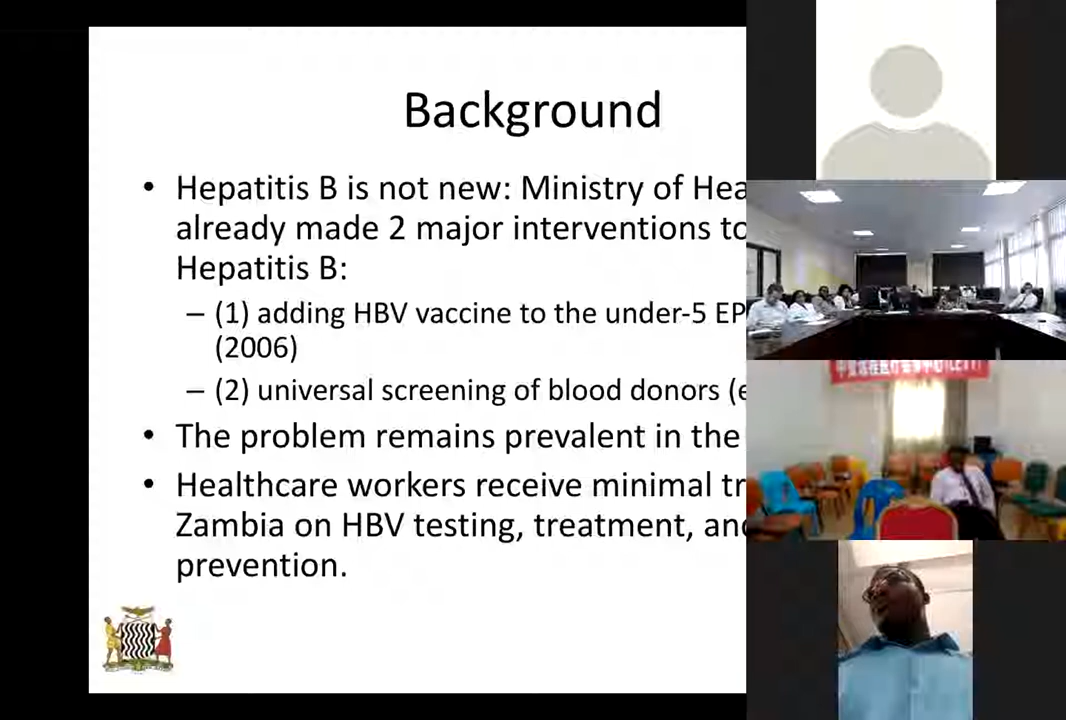 Background
• Hepatitis B is not new: Ministry of Hea
already made 2 major interventions to
Hepatitis B:
– (1) adding HBV vaccine to the under-5 EP
(2006)
– (2) universal screening of blood donors (e
• The problem remains prevalent in the
• Healthcare workers receive minimal tr
Zambia on HBV testing, treatment, and
prevention.